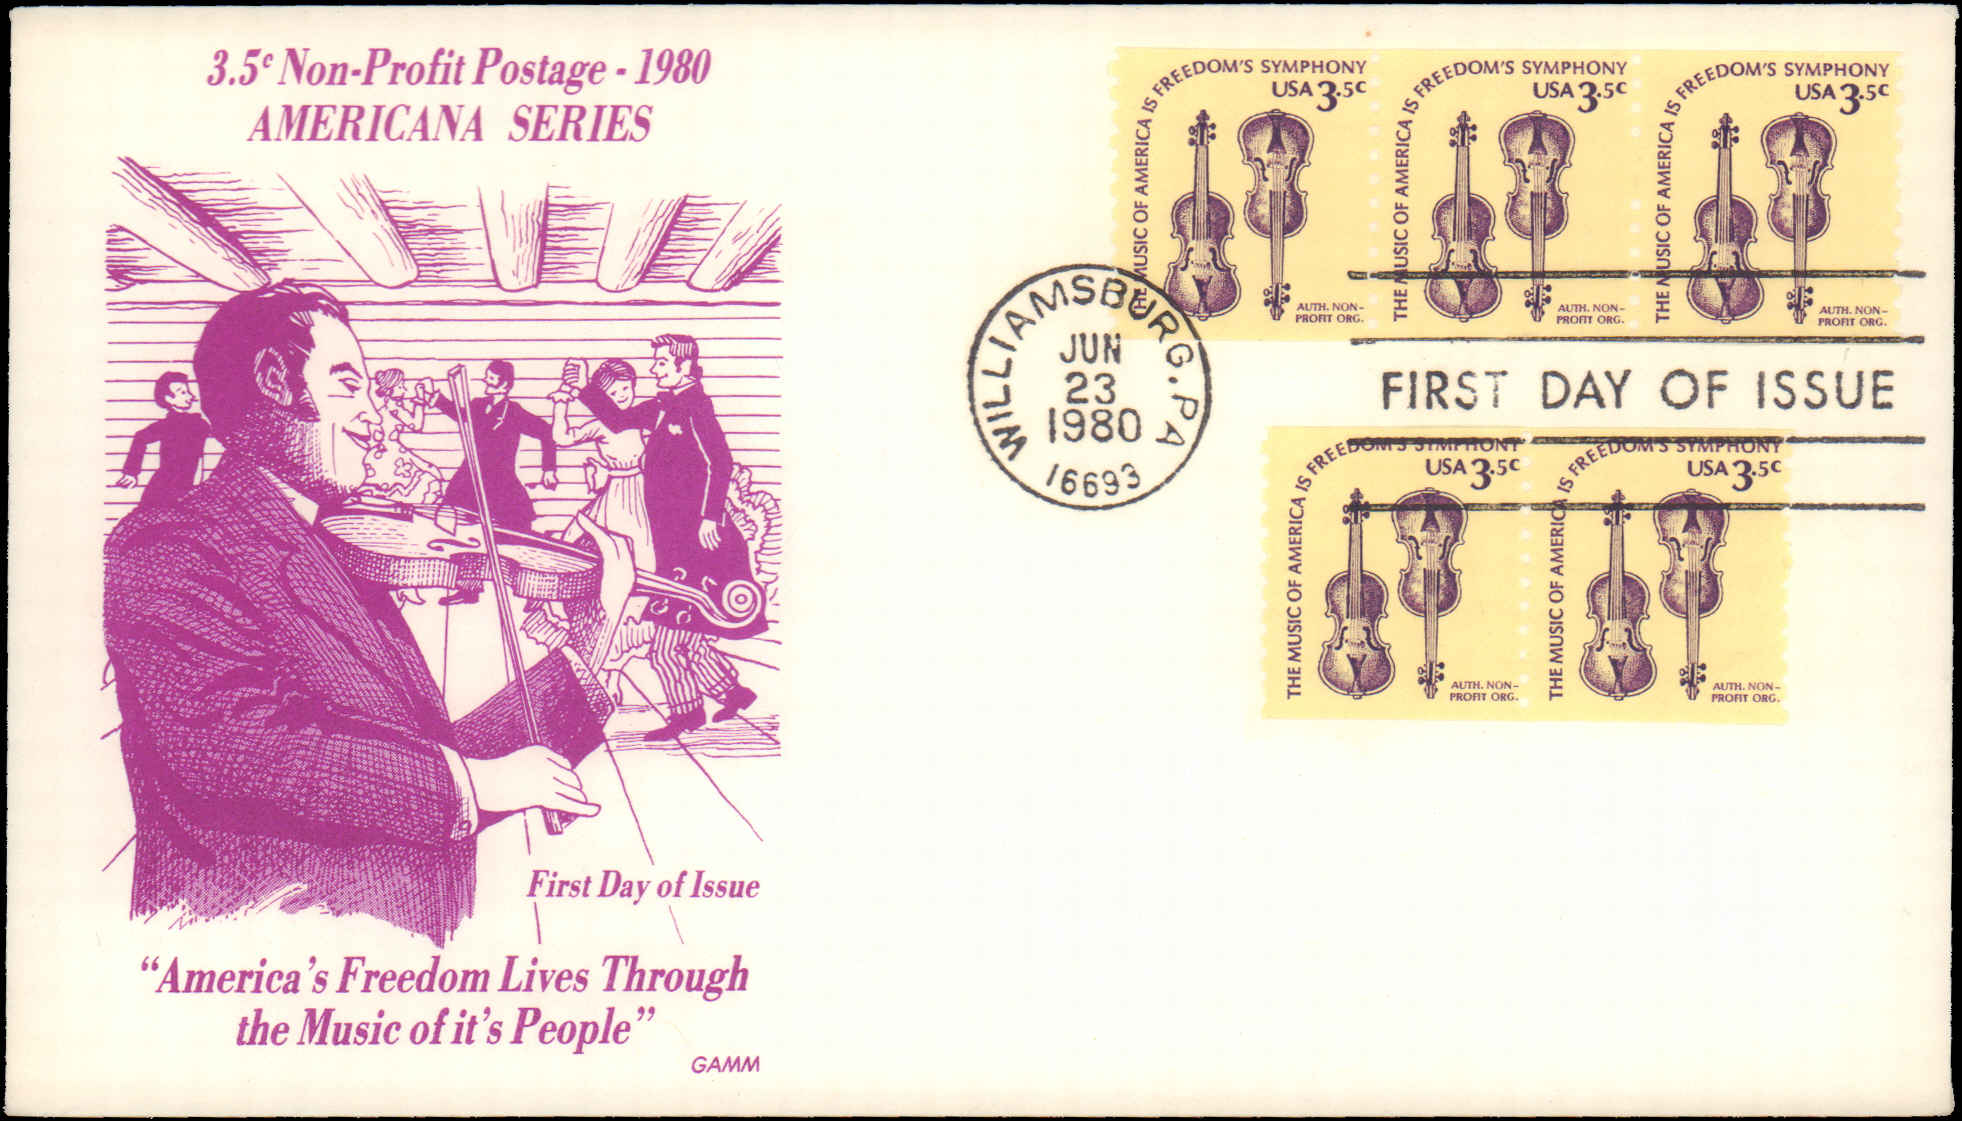 3.5c Non-Profit Postage - 1980
AMERICANA SERIES
First Day of Issue
“America's Freedom Lives Through
the Music of it's People”
GAMM
WILLIAMSBURG, PA
JUN
23
1980
16693
THE MUSIC OF AMERICA IS FREEDOM'S SYMPHONY
USA 3.5c
AUTH. NON-
PROFIT ORG.
THE MUSIC OF AMERICA IS FREEDOM'S SYMPHONY
USA 3.5c
AUTH. NON-
PROFIT ORG.
THE MUSIC OF AMERICA IS FREEDOM'S SYMPHONY
USA 3.5c
AUTH. NON-
PROFIT ORG.
FIRST DAY OF ISSUE
THE MUSIC OF AMERICA IS FREEDOM'S SYMPHONY
USA 3.5c
AUTH. NON-
PROFIT ORG.
THE MUSIC OF AMERICA IS FREEDOM'S SYMPHONY
USA 3.5c
AUTH. NON-
PROFIT ORG.